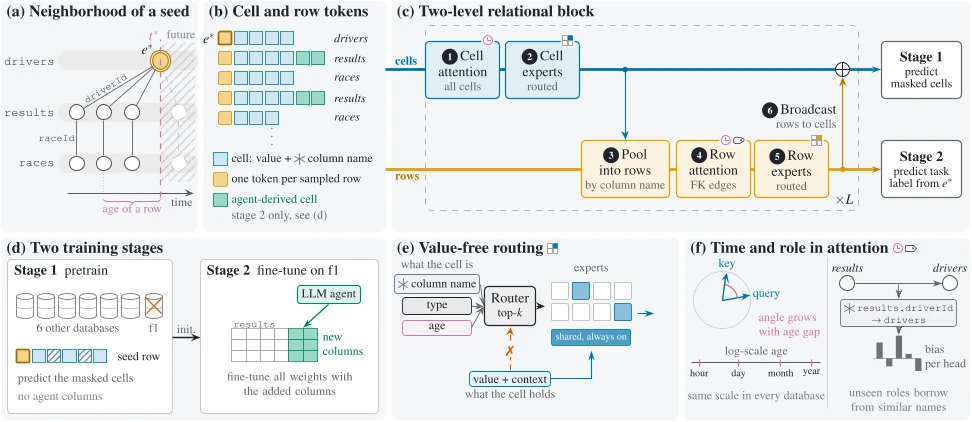 (a) Neighborhood of a seed
t*
future
e*
drivers
driverId
results
raceId
races
time
age of a row
(b) Cell and row tokens
e*
drivers
results
races
results
races
cell: value + column name
one token per sampled row
agent-derived cell
stage 2 only, see (d)
(c) Two-level relational block
cells
1 Cell
attention
all cells
2 Cell
experts
routed
Stage 1
predict
masked cells
6 Broadcast
rows to cells
rows
3 Pool
into rows
by column name
4 Row
attention
FK edges
5 Row
experts
routed
×L
Stage 2
predict task
label from e*
(d) Two training stages
Stage 1 pretrain
6 other databases
f1
seed row
predict the masked cells
no agent columns
init.
Stage 2 fine-tune on f1
LLM agent
results
new
columns
fine-tune all weights with
the added columns
(e) Value-free routing
what the cell is
column name
type
age
Router
top-k
experts
shared, always on
value + context
what the cell holds
(f) Time and role in attention
key
query
angle grows
with age gap
log-scale age
hour
day
month
year
same scale in every database
results
drivers
results.driverId
→ drivers
bias
per head
unseen roles borrow
from similar names